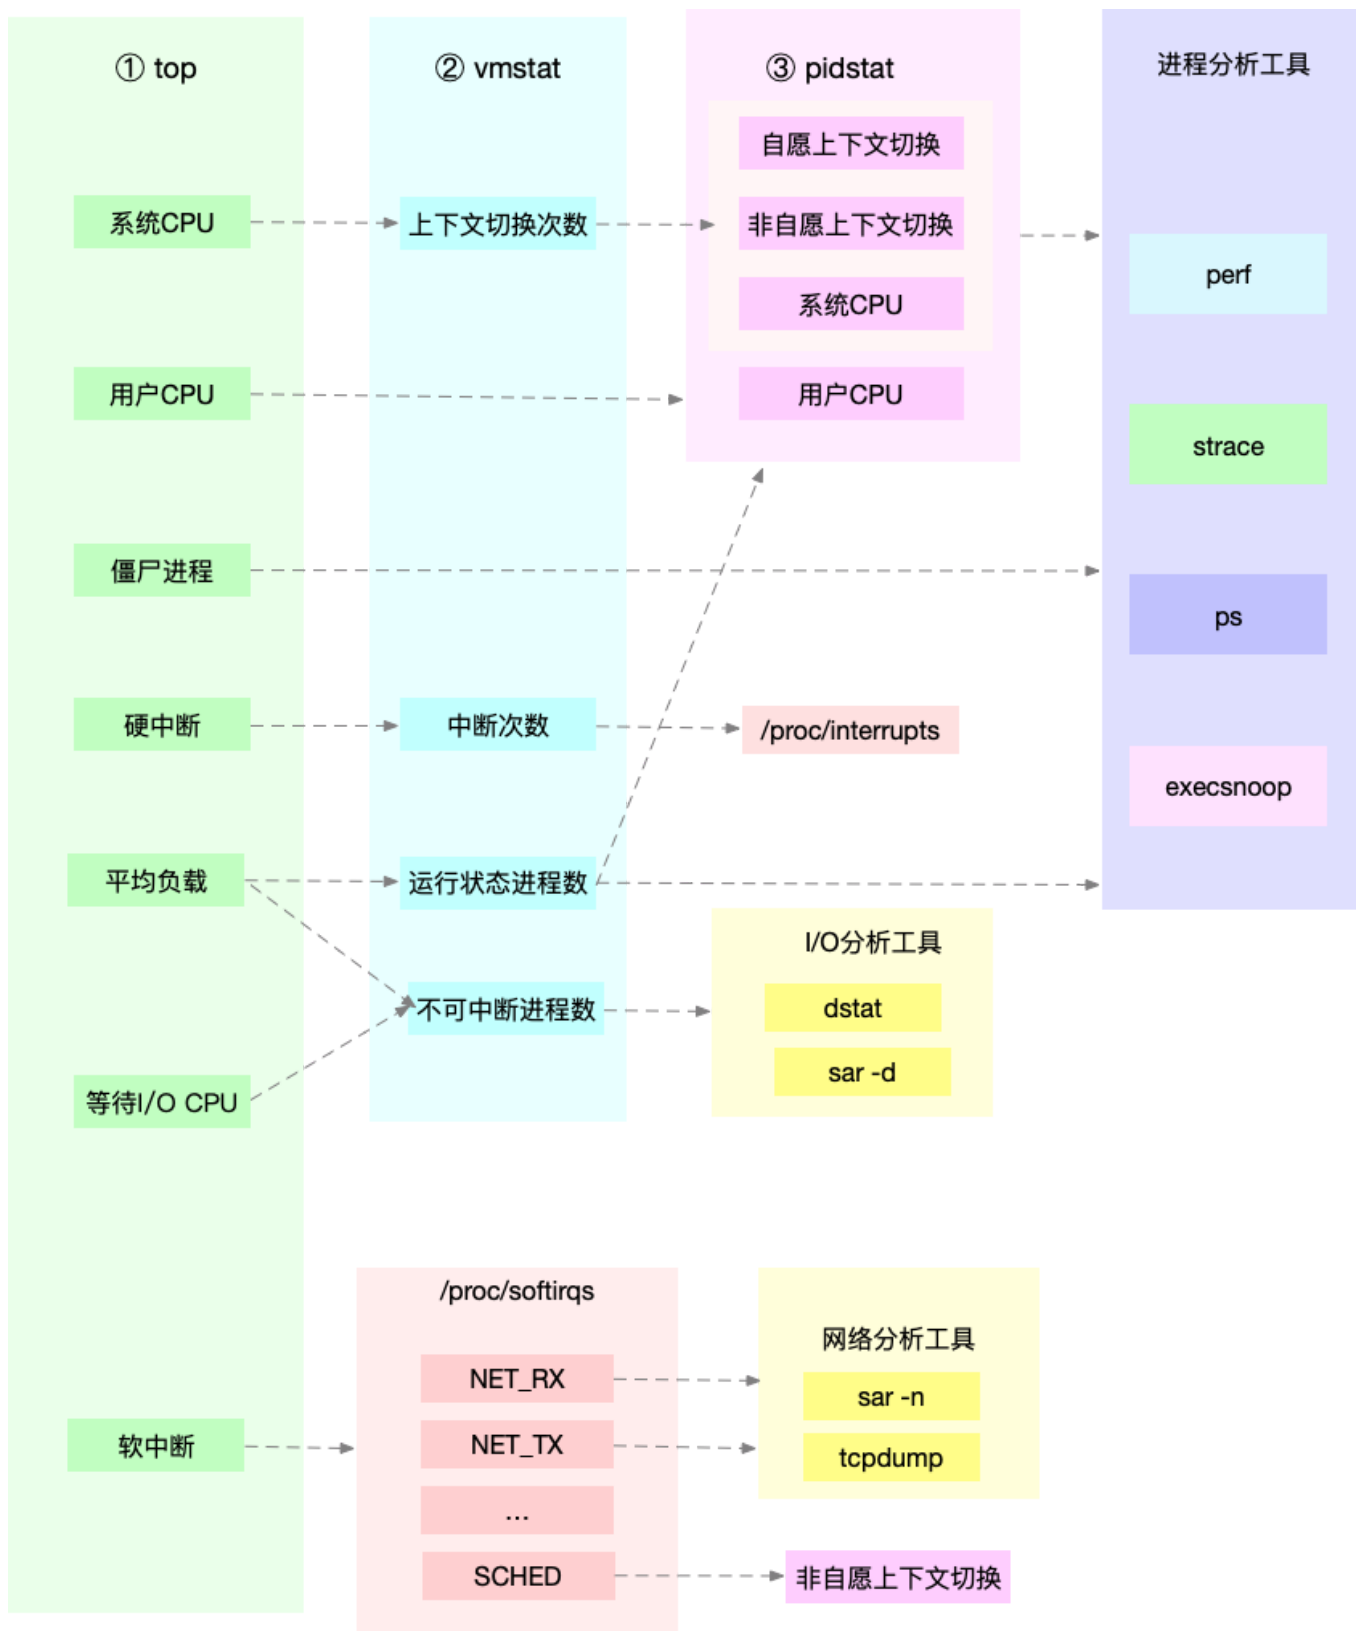 ① top
系统CPU
用户CPU
僵尸进程
硬中断
平均负载
等待I/O CPU
软中断
② vmstat
上下文切换次数
中断次数
运行状态进程数
不可中断进程数
③ pidstat
自愿上下文切换
非自愿上下文切换
系统CPU
用户CPU
/proc/interrupts
I/O分析工具
dstat
sar -d
进程分析工具
perf
strace
ps
execsnoop
/proc/softirqs
NET_RX
NET_TX
...
SCHED
网络分析工具
sar -n
tcpdump
非自愿上下文切换